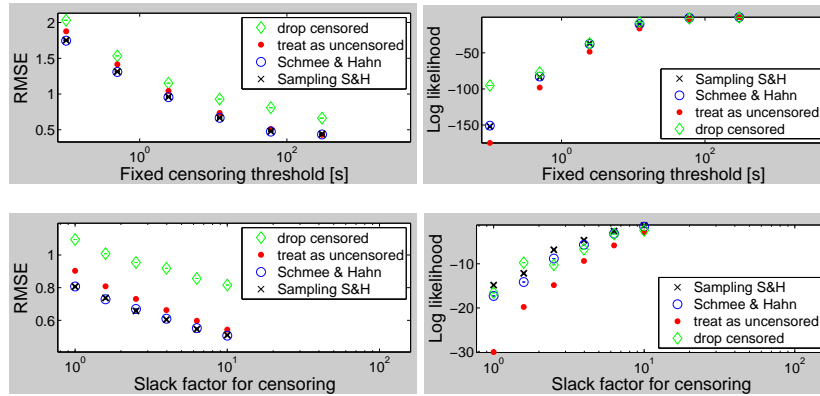 2
1.5
1
0.5
RMSE
10^0
10^2
Fixed censoring threshold [s]
drop censored
treat as uncensored
Schmee & Hahn
Sampling S&H
−50
−100
−150
Log likelihood
10^0
10^2
Fixed censoring threshold [s]
Sampling S&H
Schmee & Hahn
treat as uncensored
drop censored
1
0.8
0.6
RMSE
10^0
10^1
10^2
Slack factor for censoring
drop censored
treat as uncensored
Schmee & Hahn
Sampling S&H
−10
−20
−30
Log likelihood
10^0
10^1
10^2
Slack factor for censoring
Sampling S&H
Schmee & Hahn
treat as uncensored
drop censored